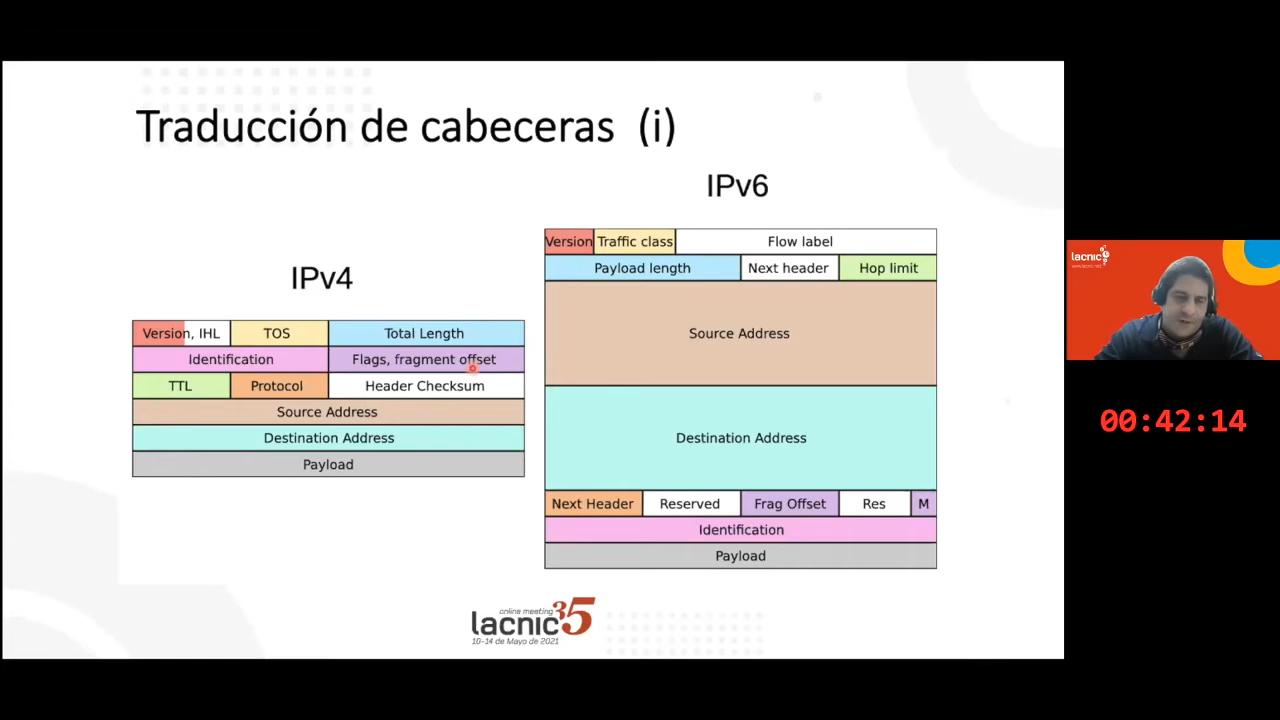 Traducción de cabeceras (i)
IPv4
Version, IHL TOS Total Length
Identification Flags, fragment offset
TTL Protocol Header Checksum
Source Address
Destination Address
Payload
IPv6
Version Traffic class Flow label
Payload length Next header Hop limit
Source Address
Destination Address
Next Header Reserved Frag Offset Res M
Identification
Payload
online meeting
lacnic35
10-14 de Mayo de 2021
lacnic
www.lacnic.net
00:42:14